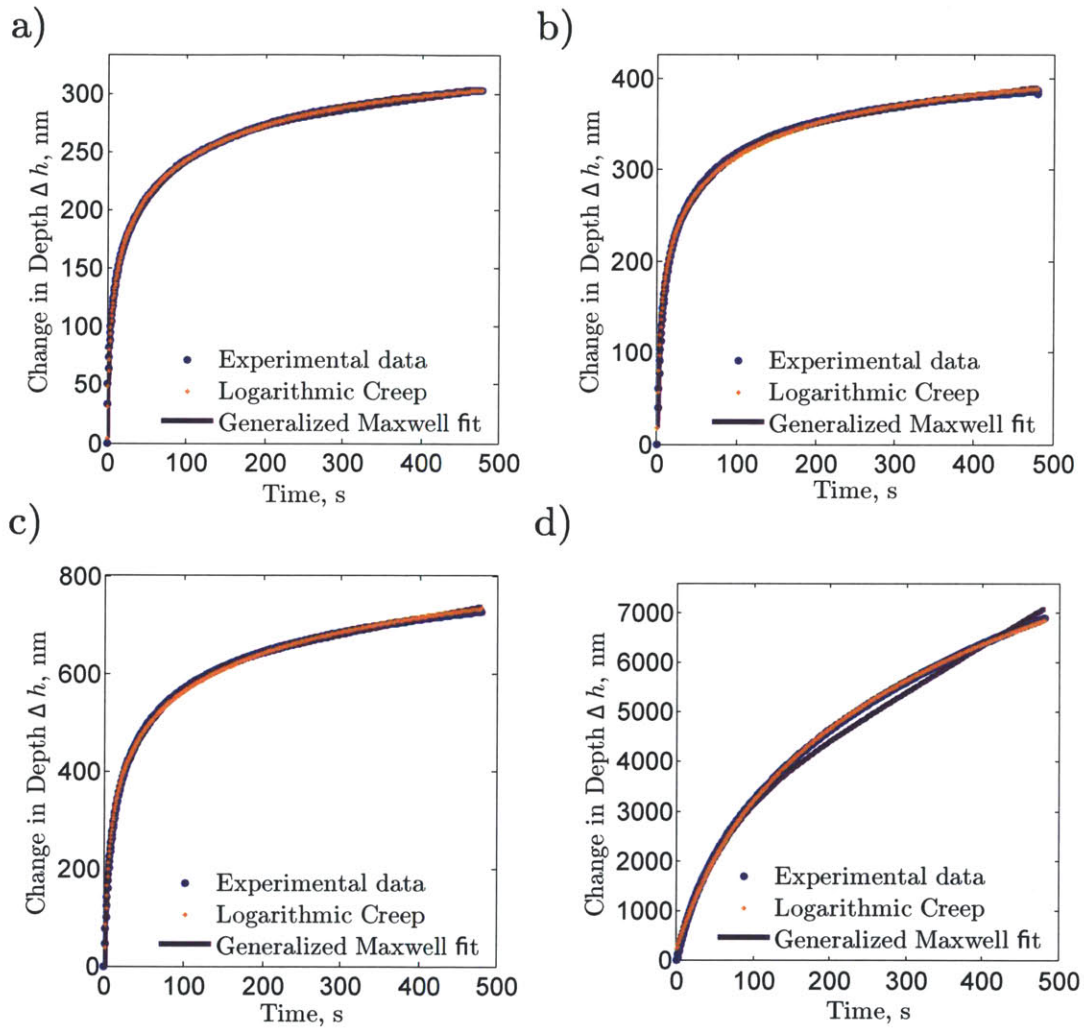 a)
Change in Depth Δ h, nm
300
250
200
150
100
50
0
0 100 200 300 400 500
Time, s
Experimental data
Logarithmic Creep
Generalized Maxwell fit
b)
Change in Depth Δ h, nm
400
300
200
100
0
0 100 200 300 400 500
Time, s
Experimental data
Logarithmic Creep
Generalized Maxwell fit
c)
Change in Depth Δ h, nm
800
600
400
200
0
0 100 200 300 400 500
Time, s
Experimental data
Logarithmic Creep
Generalized Maxwell fit
d)
Change in Depth Δ h, nm
7000
6000
5000
4000
3000
2000
1000
0
0 100 200 300 400 500
Time, s
Experimental data
Logarithmic Creep
Generalized Maxwell fit